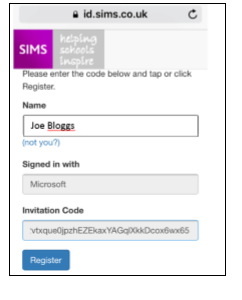 id.sims.co.uk
SIMS
helping
schools
inspire
Please enter the code below and tap or click
Register.
Name
Joe Bloggs
(not you?)
Signed in with
Microsoft
Invitation Code
vtxque0jpzhEZEkaxYAGqlXkkDcox6wx65
Register